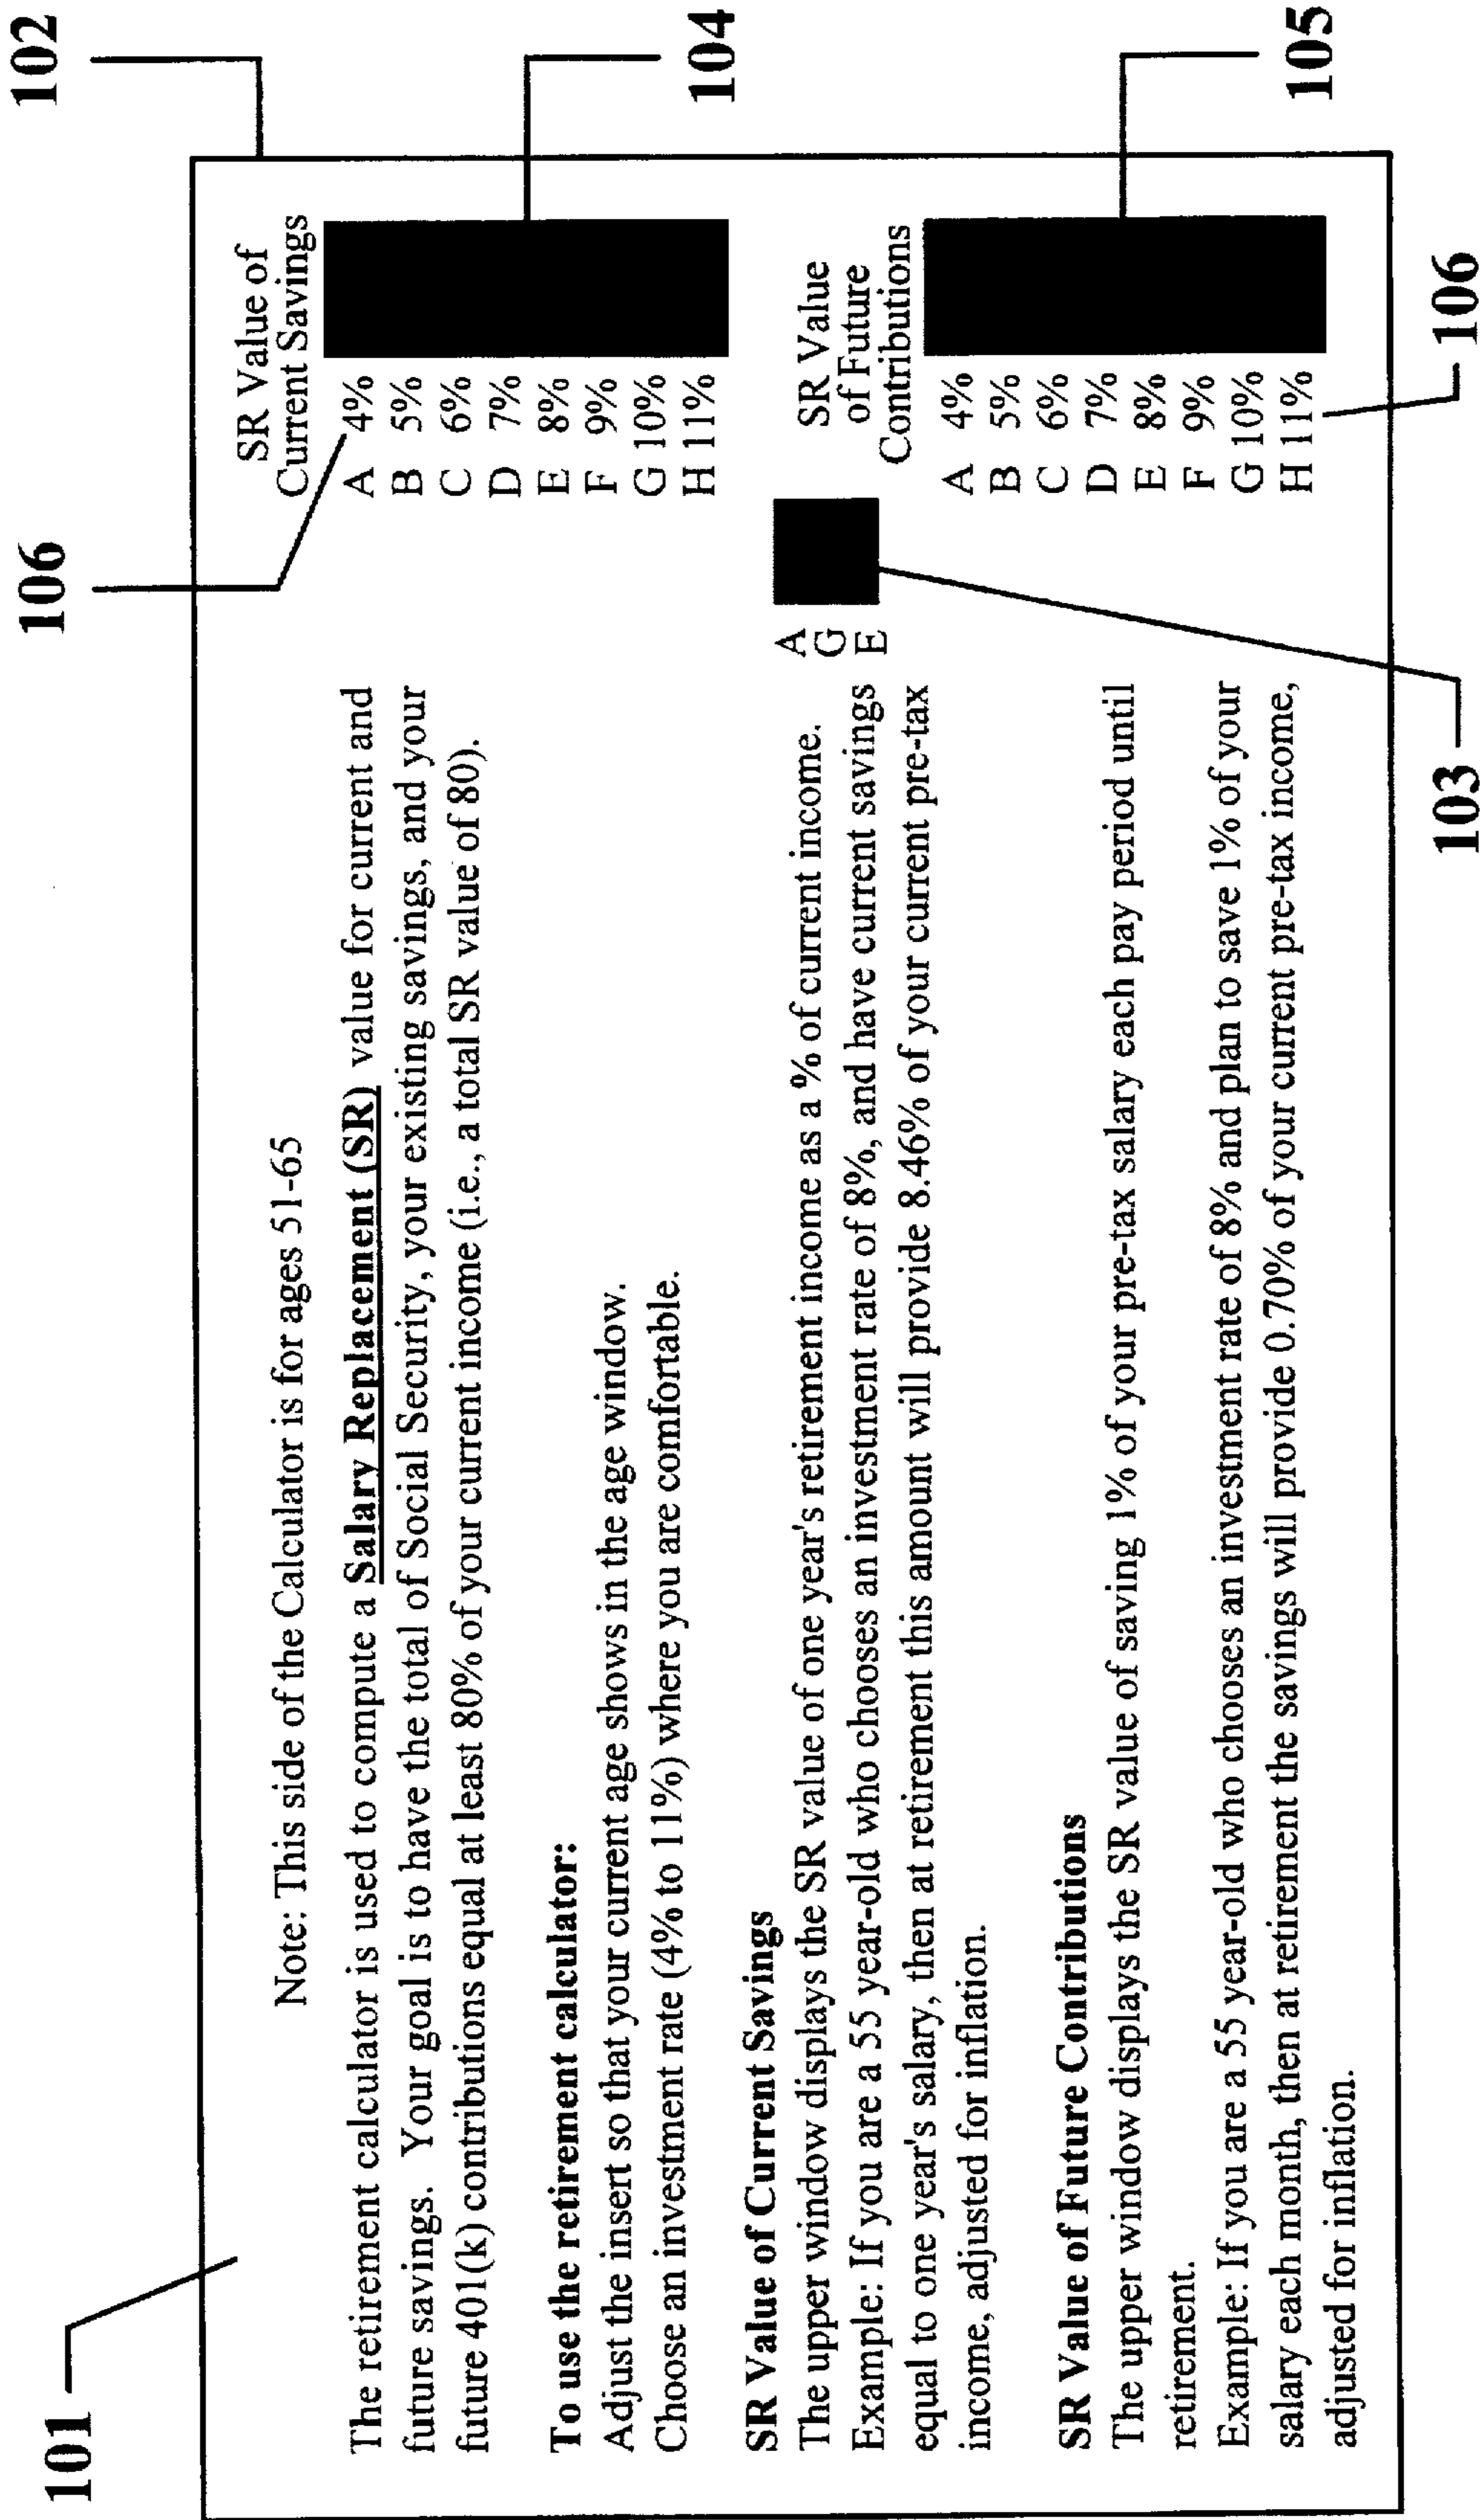 101
102
106
Note: This side of the Calculator is for ages 51-65
The retirement calculator is used to compute a Salary Replacement (SR) value for current and
future savings. Your goal is to have the total of Social Security, your existing savings, and your
future 401(k) contributions equal at least 80% of your current income (i.e., a total SR value of 80).
To use the retirement calculator:
Adjust the insert so that your current age shows in the age window.
Choose an investment rate (4% to 11%) where you are comfortable.
SR Value of Current Savings
The upper window displays the SR value of one year's retirement income as a % of current income.
Example: If you are a 55 year-old who chooses an investment rate of 8%, and have current savings
equal to one year's salary, then at retirement this amount will provide 8.46% of your current pre-tax
income, adjusted for inflation.
SR Value of Future Contributions
The upper window displays the SR value of saving 1% of your pre-tax salary each pay period until
retirement.
Example: If you are a 55 year-old who chooses an investment rate of 8% and plan to save 1% of your
salary each month, then at retirement the savings will provide 0.70% of your current pre-tax income,
adjusted for inflation.
SR Value of
Current Savings
A 4%
B 5%
C 6%
D 7%
E 8%
F 9%
G 10%
H 11%
104
A
G
E
SR Value
of Future
Contributions
A 4%
B 5%
C 6%
D 7%
E 8%
F 9%
G 10%
H 11%
105
103
106